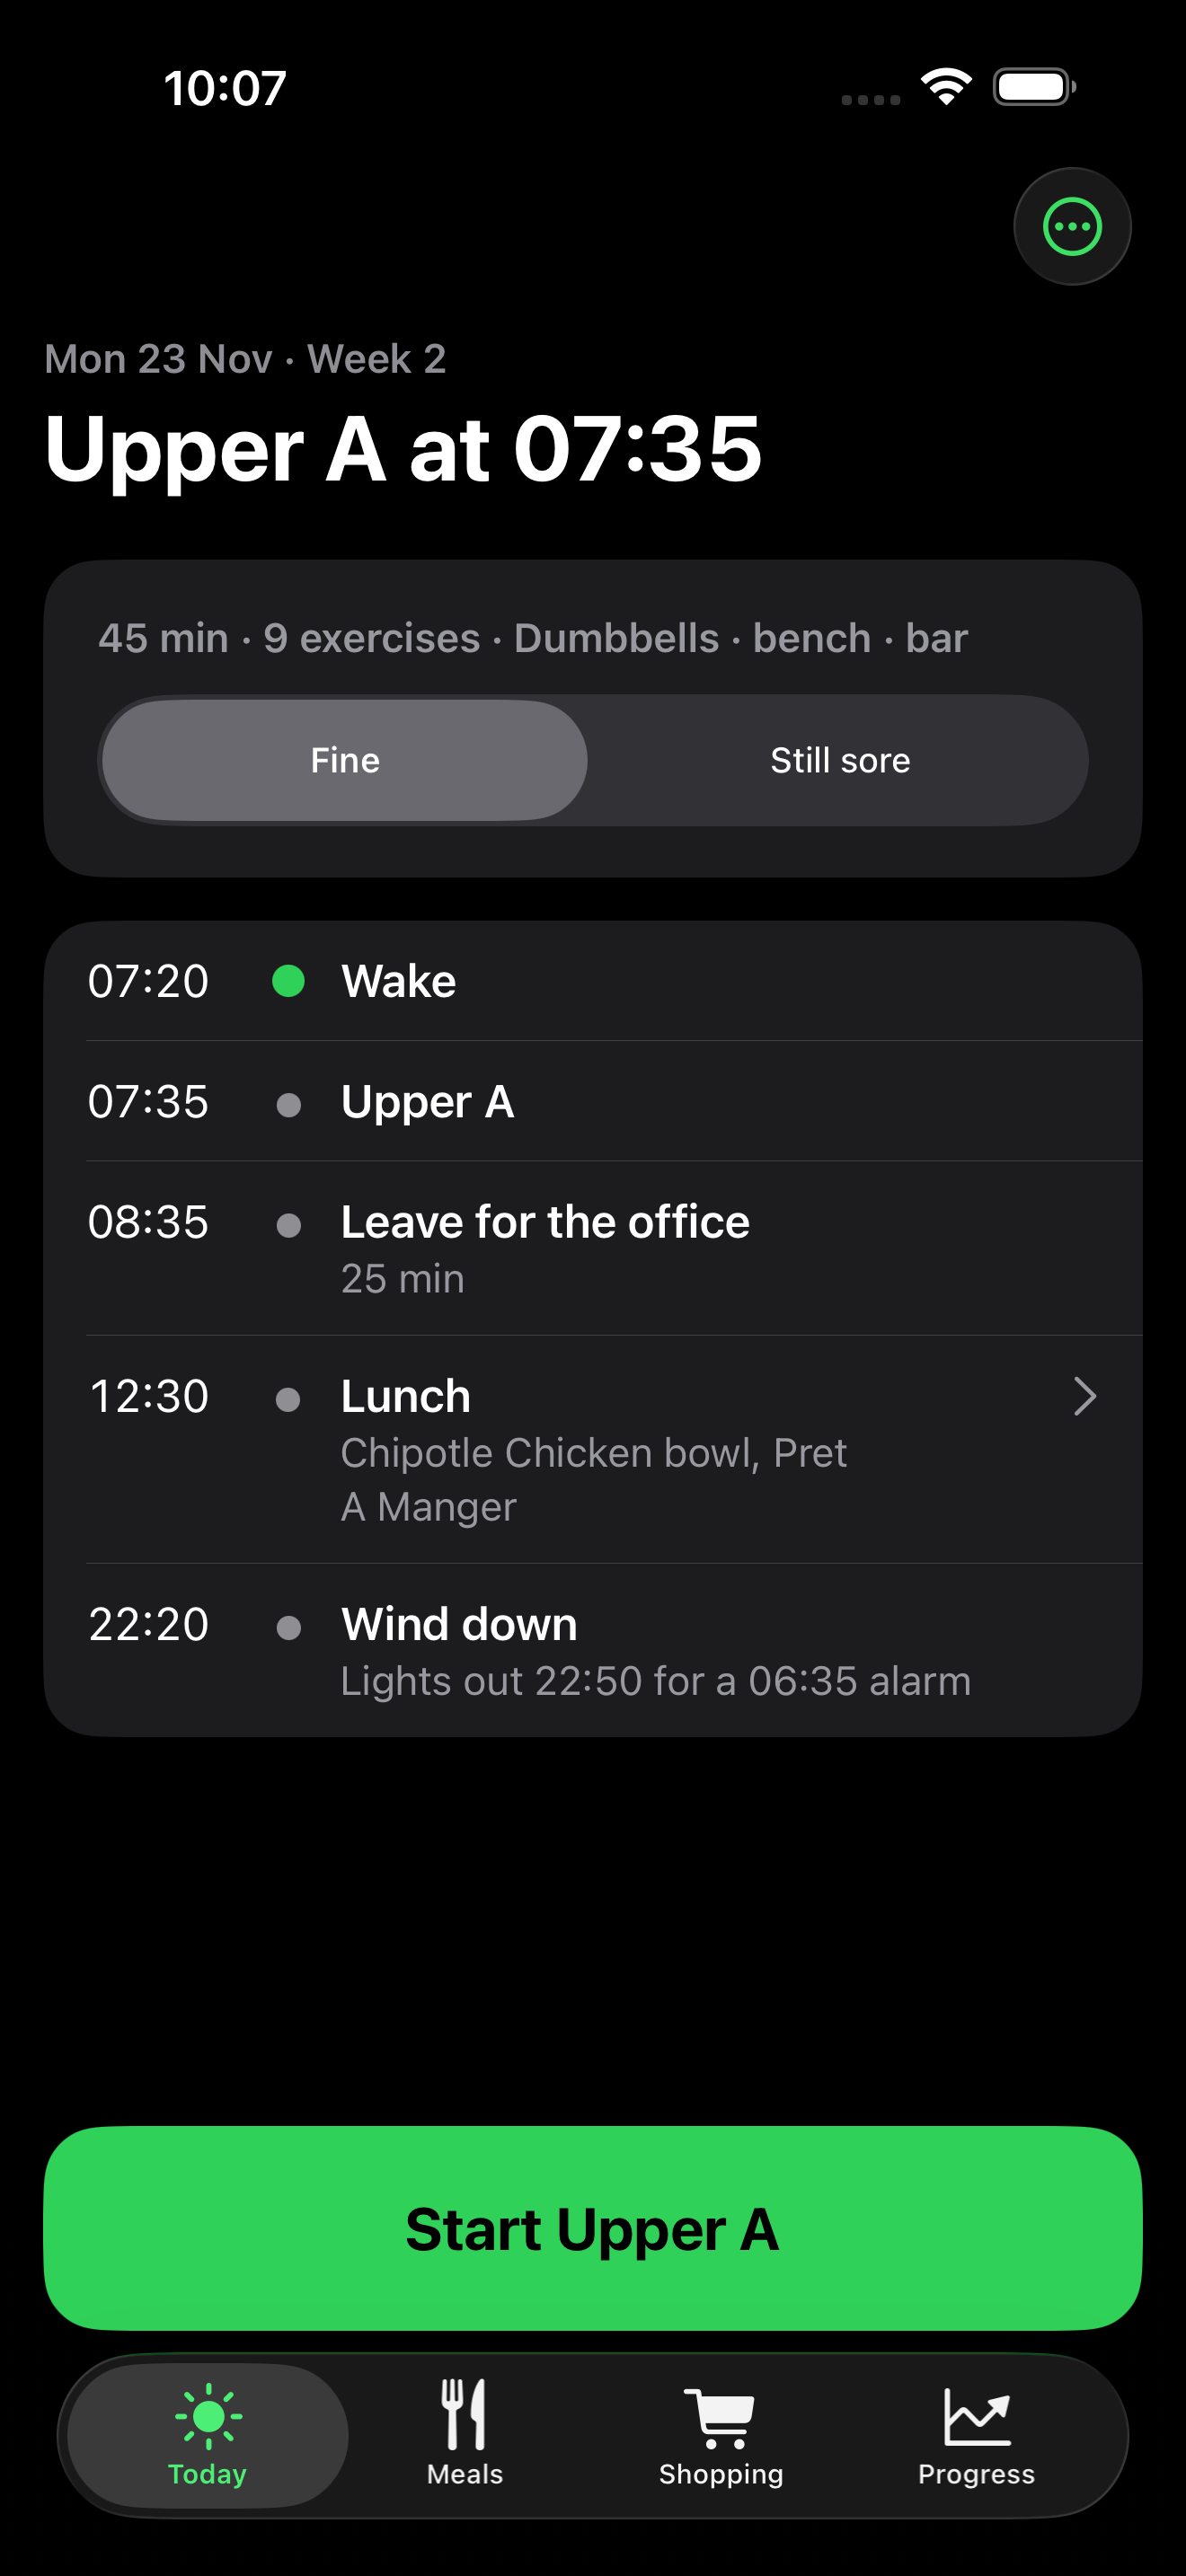 10:07
Mon 23 Nov · Week 2
Upper A at 07:35
45 min · 9 exercises · Dumbbells · bench · bar
Fine
Still sore
07:20 Wake
07:35 Upper A
08:35 Leave for the office
25 min
12:30 Lunch
Chipotle Chicken bowl, Pret
A Manger
22:20 Wind down
Lights out 22:50 for a 06:35 alarm
Start Upper A
Today
Meals
Shopping
Progress